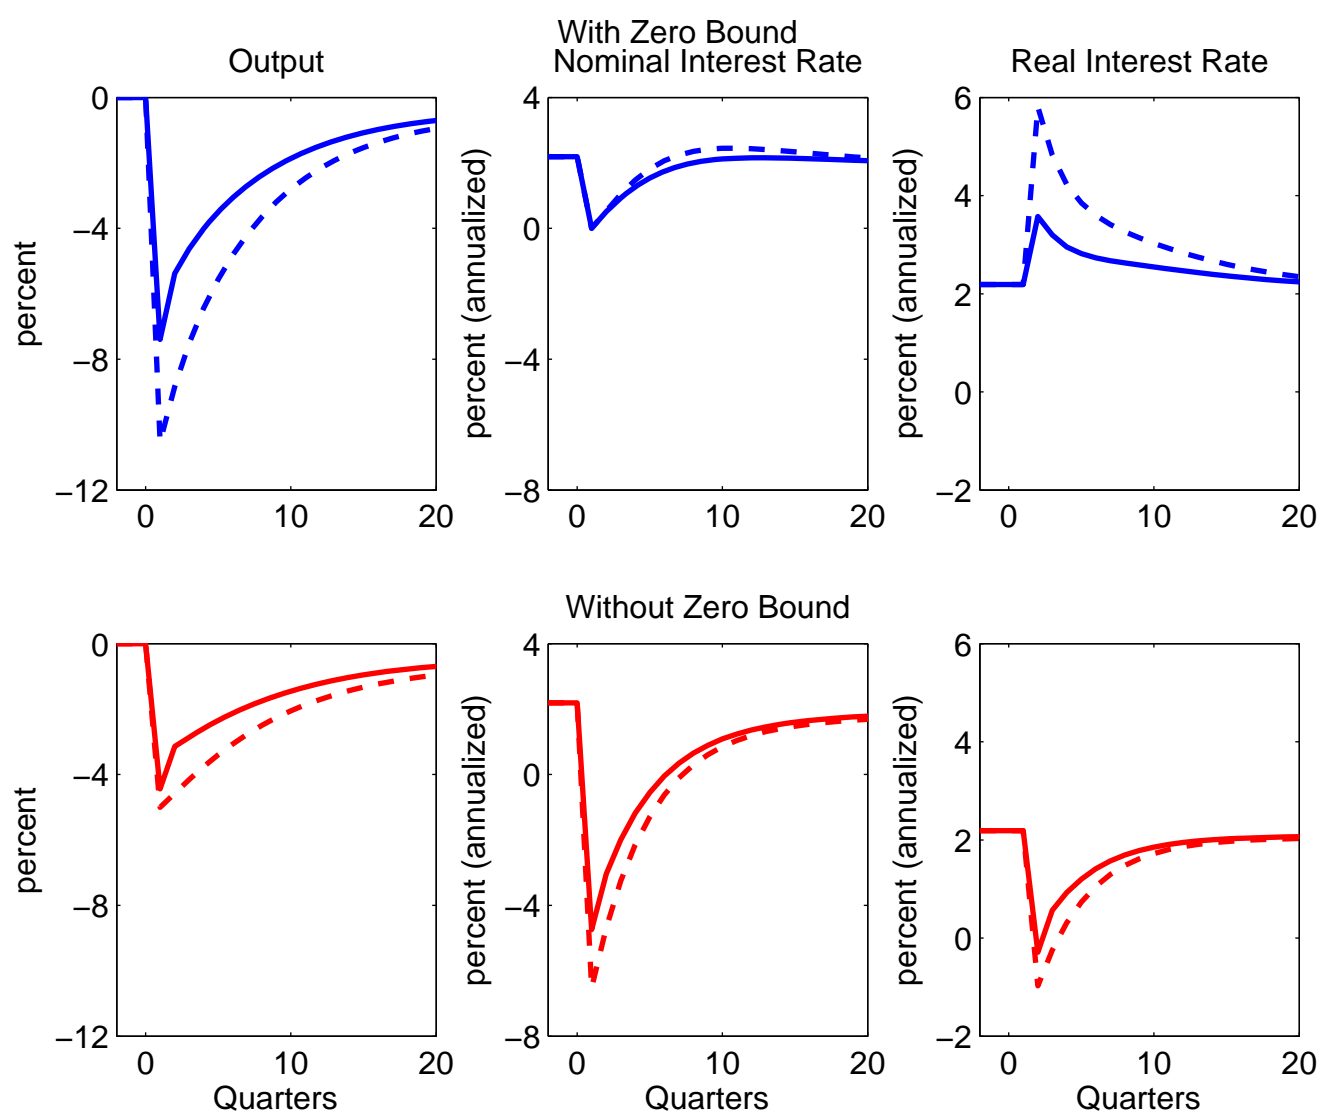 With Zero Bound
Output
Nominal Interest Rate
Real Interest Rate
0
−4
−8
−12
percent
0 10 20
4
0
−4
−8
percent (annualized)
0 10 20
6
4
2
0
−2
percent (annualized)
0 10 20
Without Zero Bound
0
−4
−8
−12
percent
0 10 20
Quarters
4
0
−4
−8
percent (annualized)
0 10 20
Quarters
6
4
2
0
−2
percent (annualized)
0 10 20
Quarters